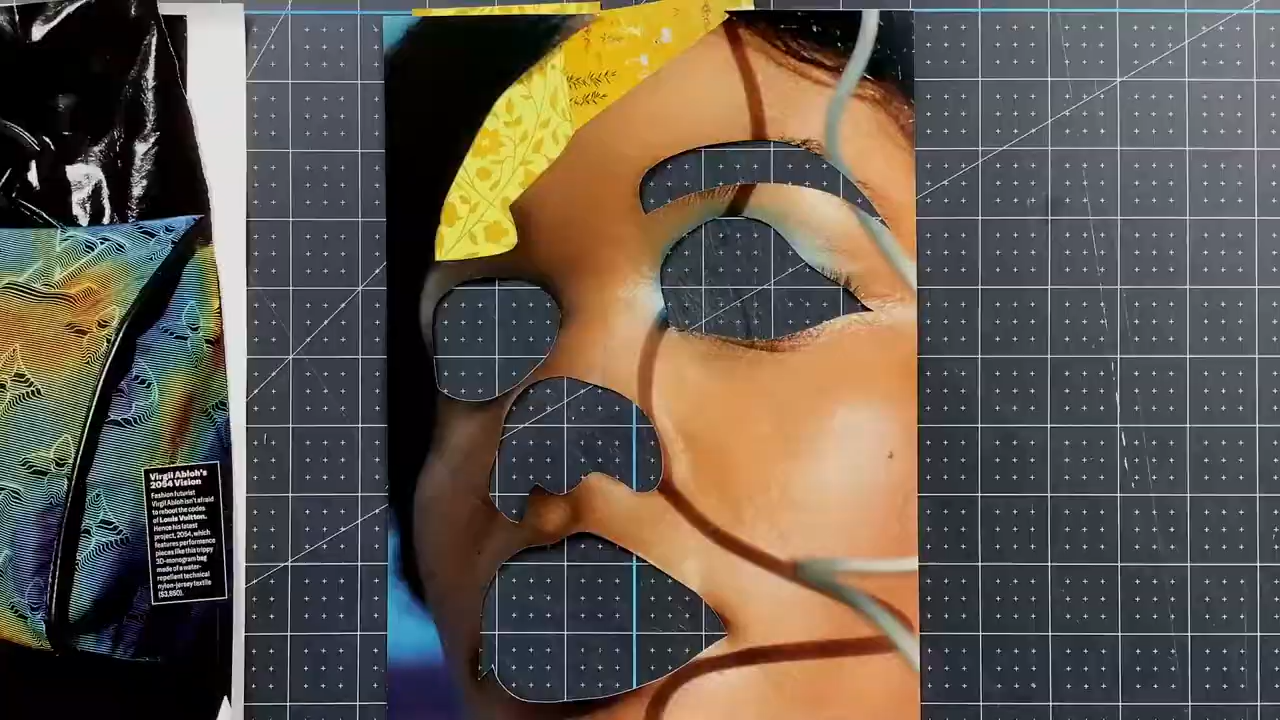 Virgil Abloh's
2054 Vision
Fashion futurist
Virgil Abloh isn't afraid
to reboot the codes
of Louis Vuitton.
Hence his latest
project, 2054, which
features performance
pieces like this trippy
3D-monogram bag
made of a water-
repellent technical
nylon-jersey textile
($3,850).